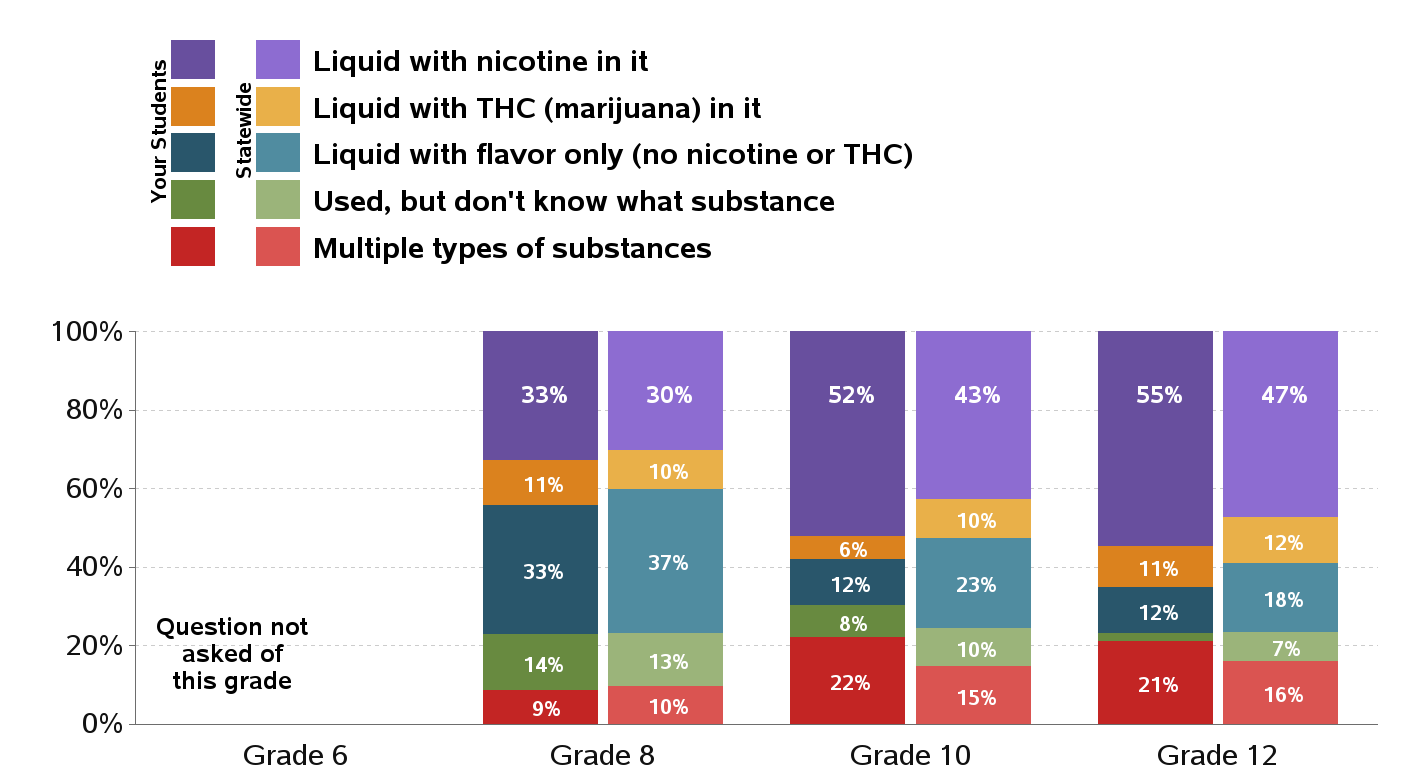 Your Students
Statewide
Liquid with nicotine in it
Liquid with THC (marijuana) in it
Liquid with flavor only (no nicotine or THC)
Used, but don't know what substance
Multiple types of substances
100%
80%
60%
40%
20%
0%
Question not
asked of
this grade
33%
11%
33%
14%
9%
30%
10%
37%
13%
10%
52%
6%
12%
8%
22%
43%
10%
23%
10%
15%
55%
11%
12%
21%
47%
12%
18%
7%
16%
Grade 6
Grade 8
Grade 10
Grade 12